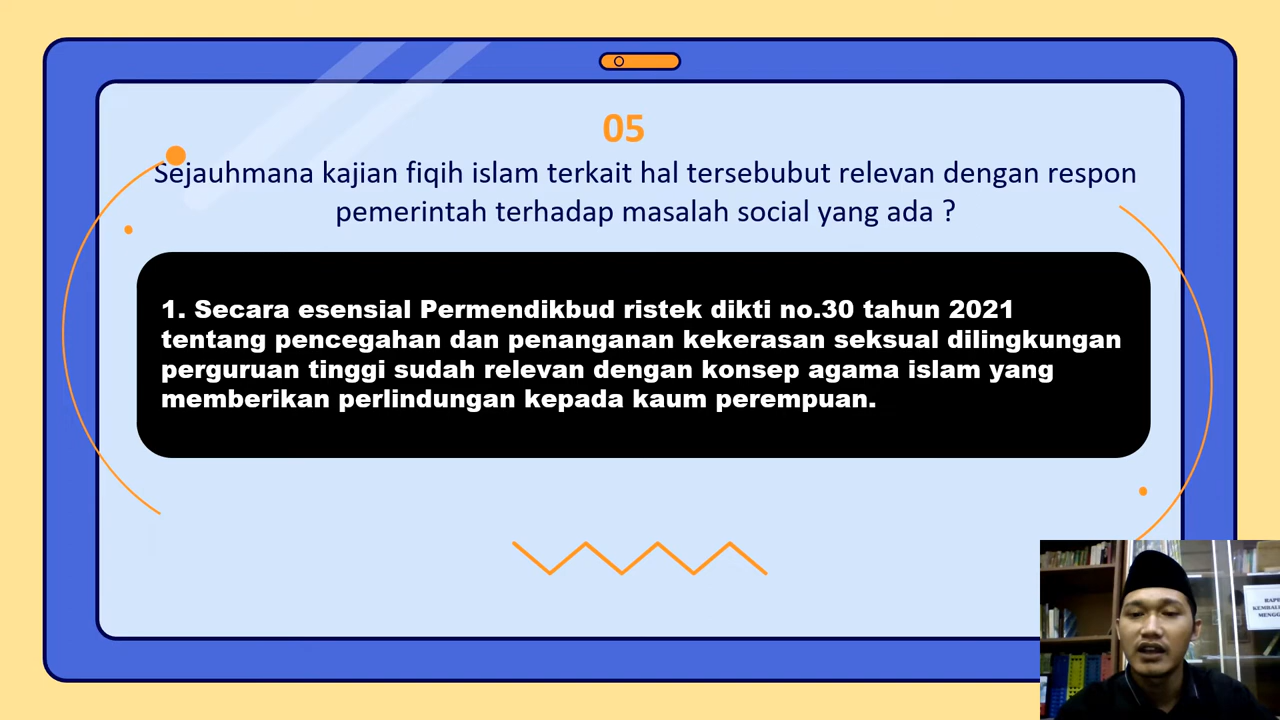 05
Sejauhmana kajian fiqih islam terkait hal tersebubut relevan dengan respon
pemerintah terhadap masalah social yang ada ?
1. Secara esensial Permendikbud ristek dikti no.30 tahun 2021
tentang pencegahan dan penanganan kekerasan seksual dilingkungan
perguruan tinggi sudah relevan dengan konsep agama islam yang
memberikan perlindungan kepada kaum perempuan.